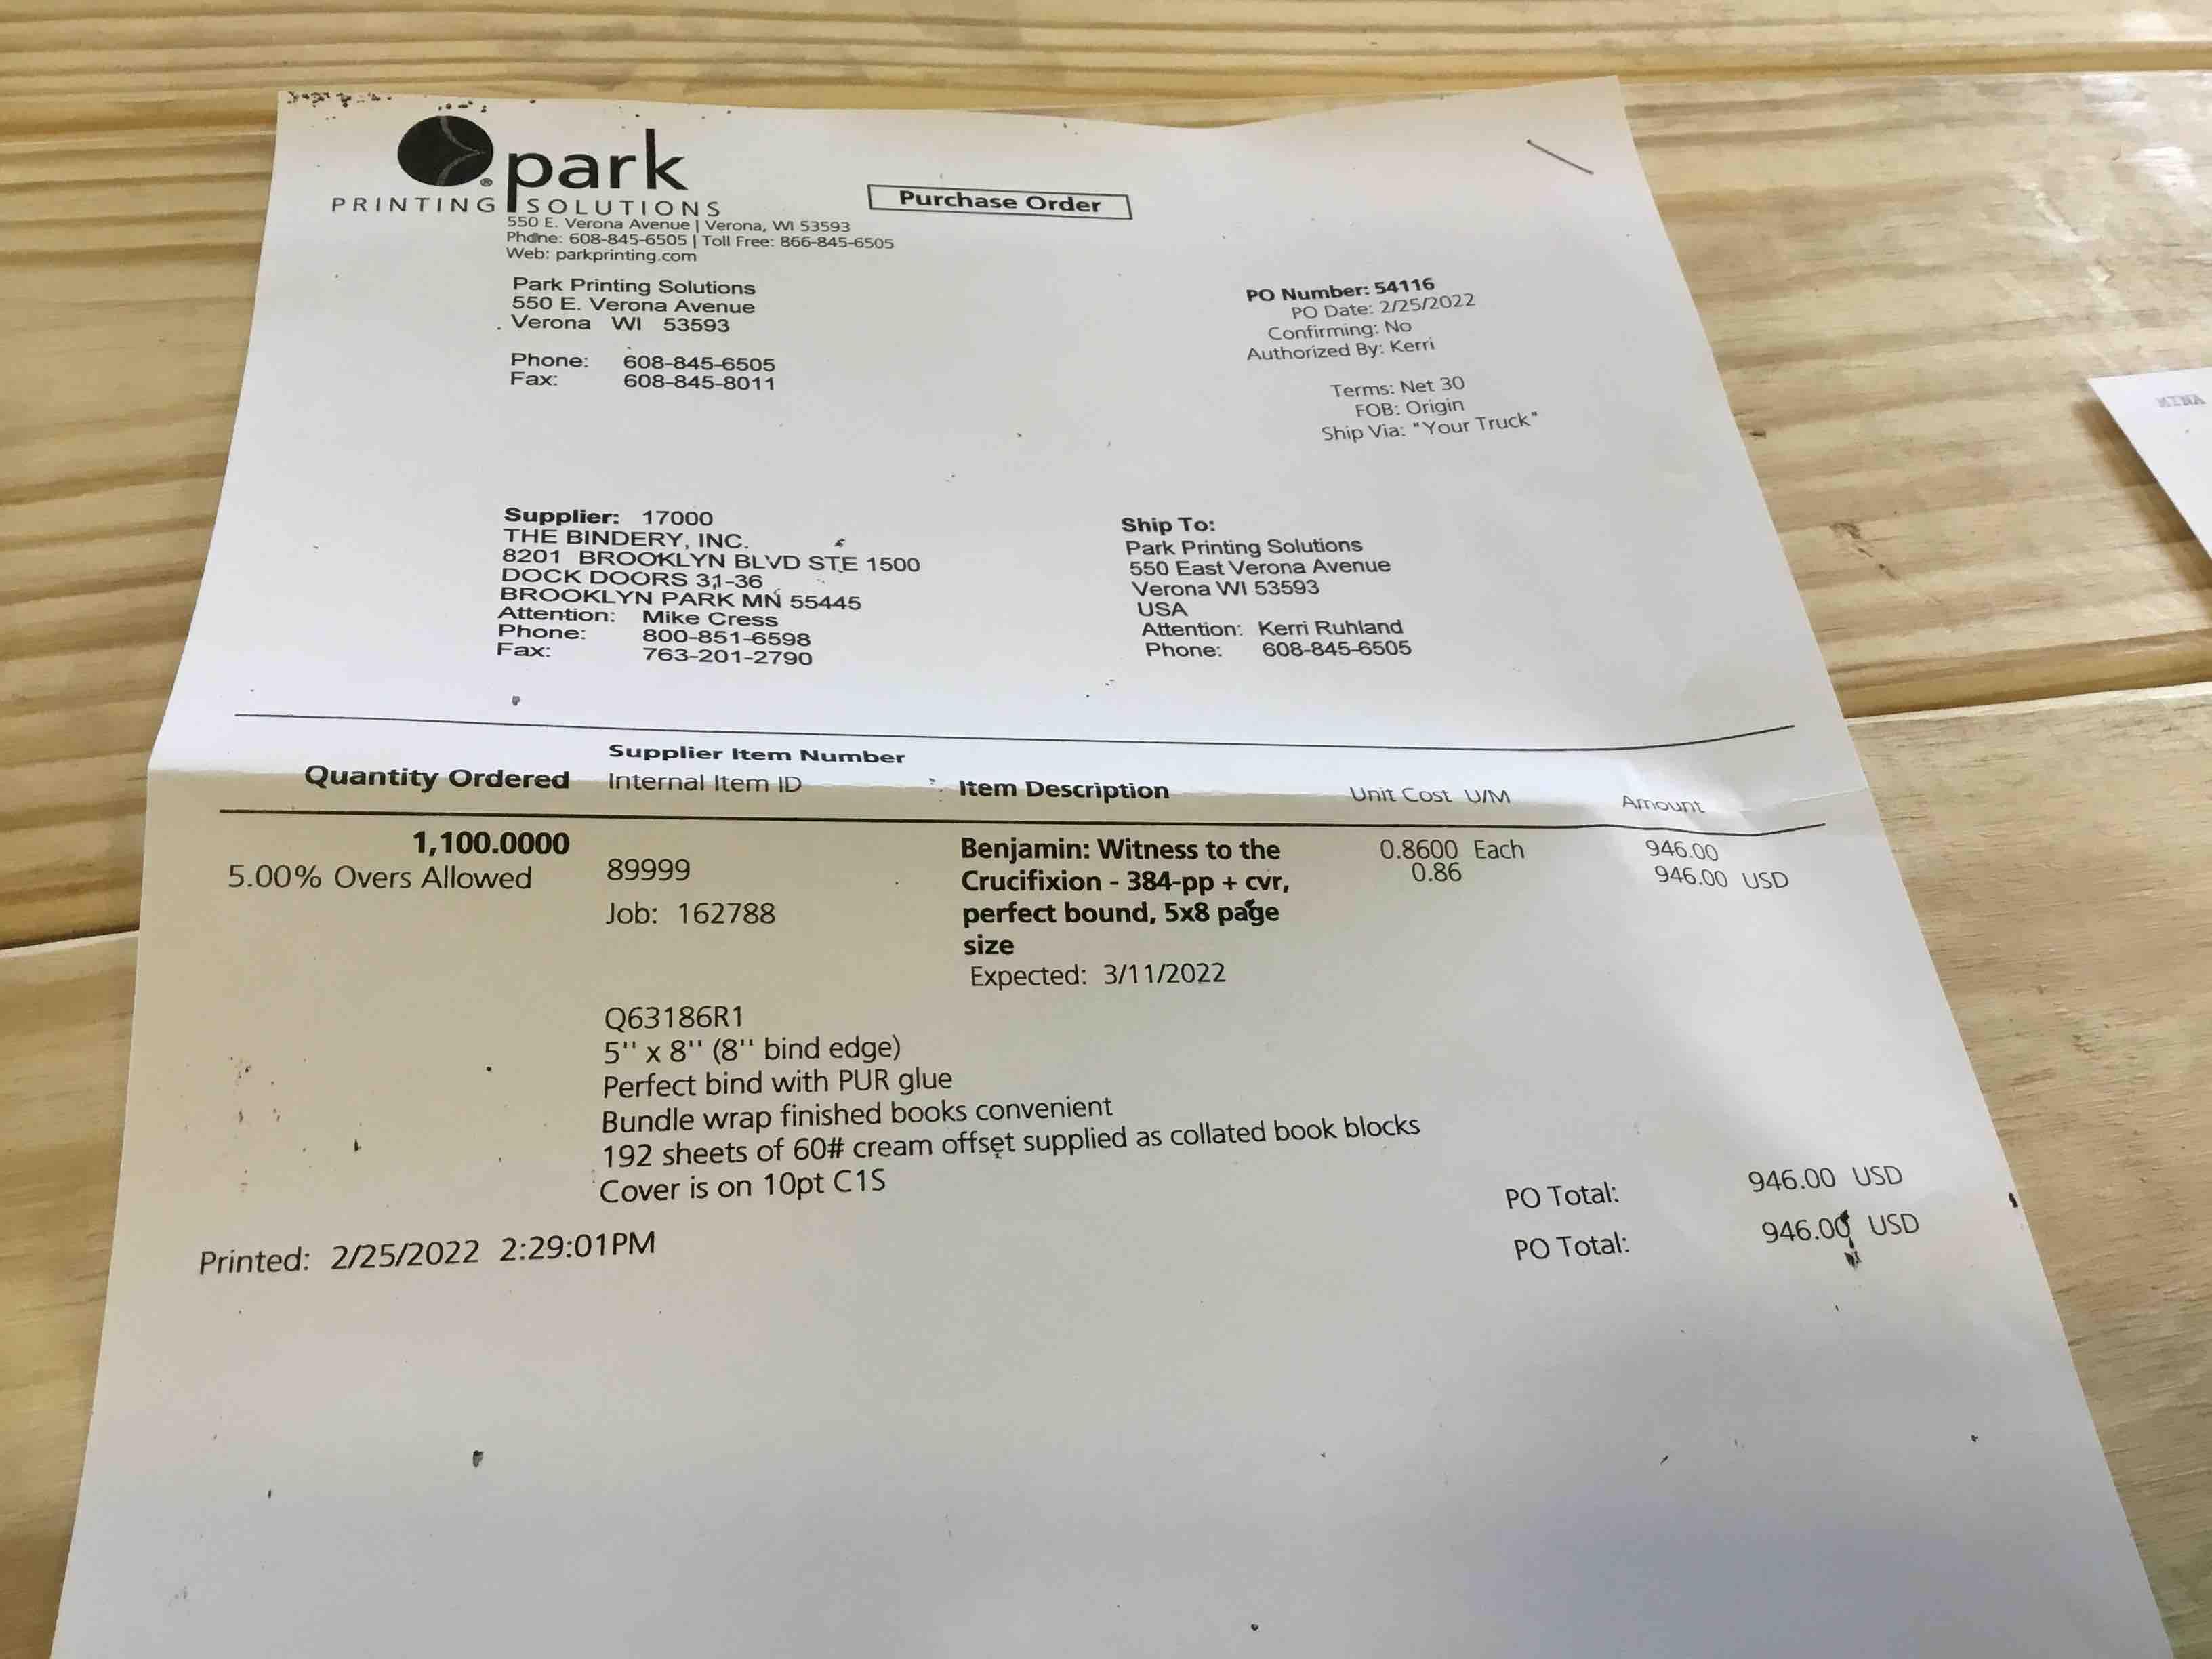 park
PRINTING SOLUTIONS
550 E. Verona Avenue | Verona, WI 53593
Phone: 608-845-6505 | Toll Free: 866-845-6505
Web: parkprinting.com
Purchase Order
Park Printing Solutions
550 E. Verona Avenue
Verona WI 53593
Phone: 608-845-6505
Fax: 608-845-8011
PO Number: 54116
PO Date: 2/25/2022
Confirming: No
Authorized By: Kerri
Terms: Net 30
FOB: Origin
Ship Via: "Your Truck"
Supplier: 17000
THE BINDERY, INC.
8201 BROOKLYN BLVD STE 1500
DOCK DOORS 31-36
BROOKLYN PARK MN 55445
Attention: Mike Cress
Phone: 800-851-6598
Fax: 763-201-2790
Ship To:
Park Printing Solutions
550 East Verona Avenue
Verona WI 53593
USA
Attention: Kerri Ruhland
Phone: 608-845-6505
Supplier Item Number
Quantity Ordered Internal Item ID Item Description Unit Cost U/M Amount
1,100.0000 Benjamin: Witness to the 0.8600 Each 946.00
5.00% Overs Allowed 89999 Crucifixion - 384-pp + cvr, 0.86 946.00 USD
Job: 162788 perfect bound, 5x8 page
size
Expected: 3/11/2022
Q63186R1
5'' x 8'' (8'' bind edge)
Perfect bind with PUR glue
Bundle wrap finished books convenient
192 sheets of 60# cream offset supplied as collated book blocks
Cover is on 10pt C1S
PO Total: 946.00 USD
PO Total: 946.00 USD
Printed: 2/25/2022 2:29:01PM